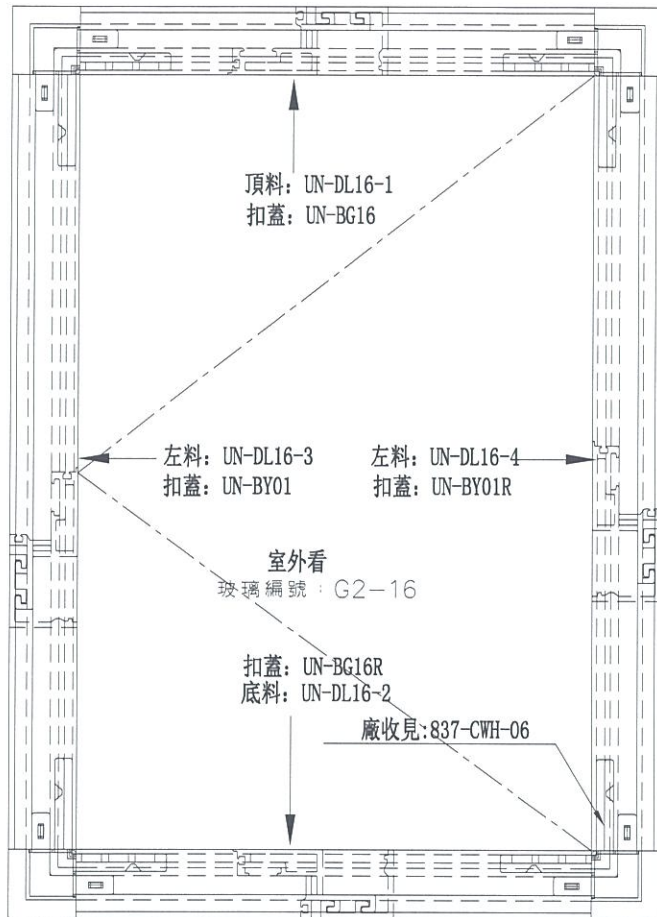 頂料: UN-DL16-1
扣蓋: UN-BG16
左料: UN-DL16-3
扣蓋: UN-BY01
左料: UN-DL16-4
扣蓋: UN-BY01R
室外看
玻璃編號：G2-16
扣蓋: UN-BG16R
底料: UN-DL16-2
廠收見:837-CWH-06